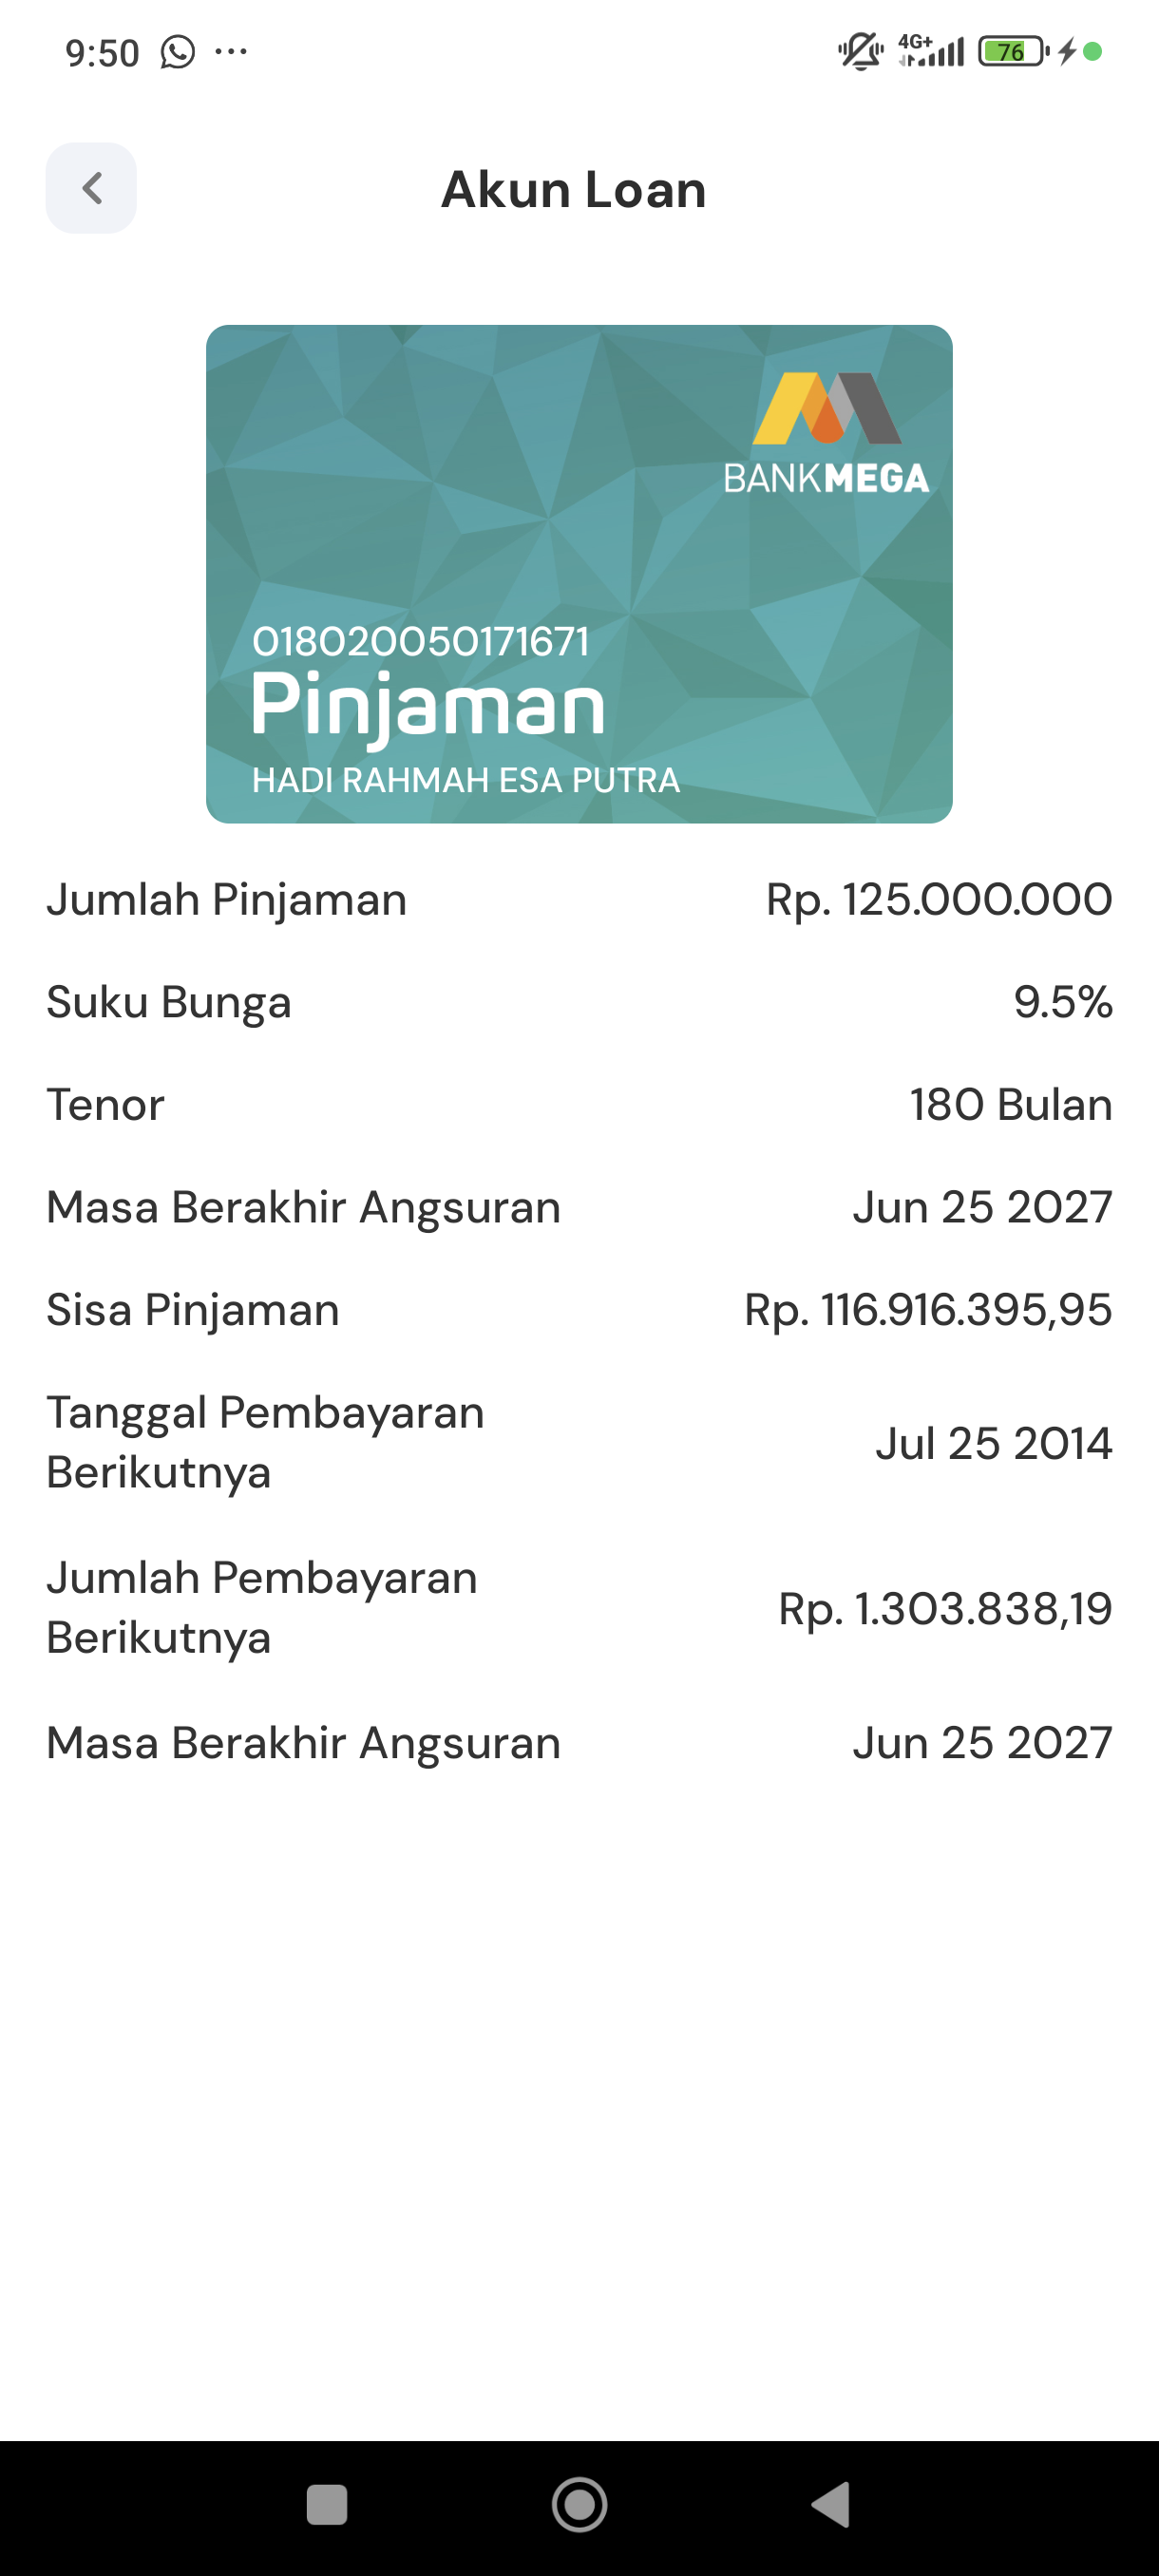 9:50
4G+
76
Akun Loan
BANKMEGA
018020050171671
Pinjaman
HADI RAHMAH ESA PUTRA
Jumlah Pinjaman Rp. 125.000.000
Suku Bunga 9.5%
Tenor 180 Bulan
Masa Berakhir Angsuran Jun 25 2027
Sisa Pinjaman Rp. 116.916.395,95
Tanggal Pembayaran
Berikutnya
Jul 25 2014
Jumlah Pembayaran
Berikutnya
Rp. 1.303.838,19
Masa Berakhir Angsuran Jun 25 2027